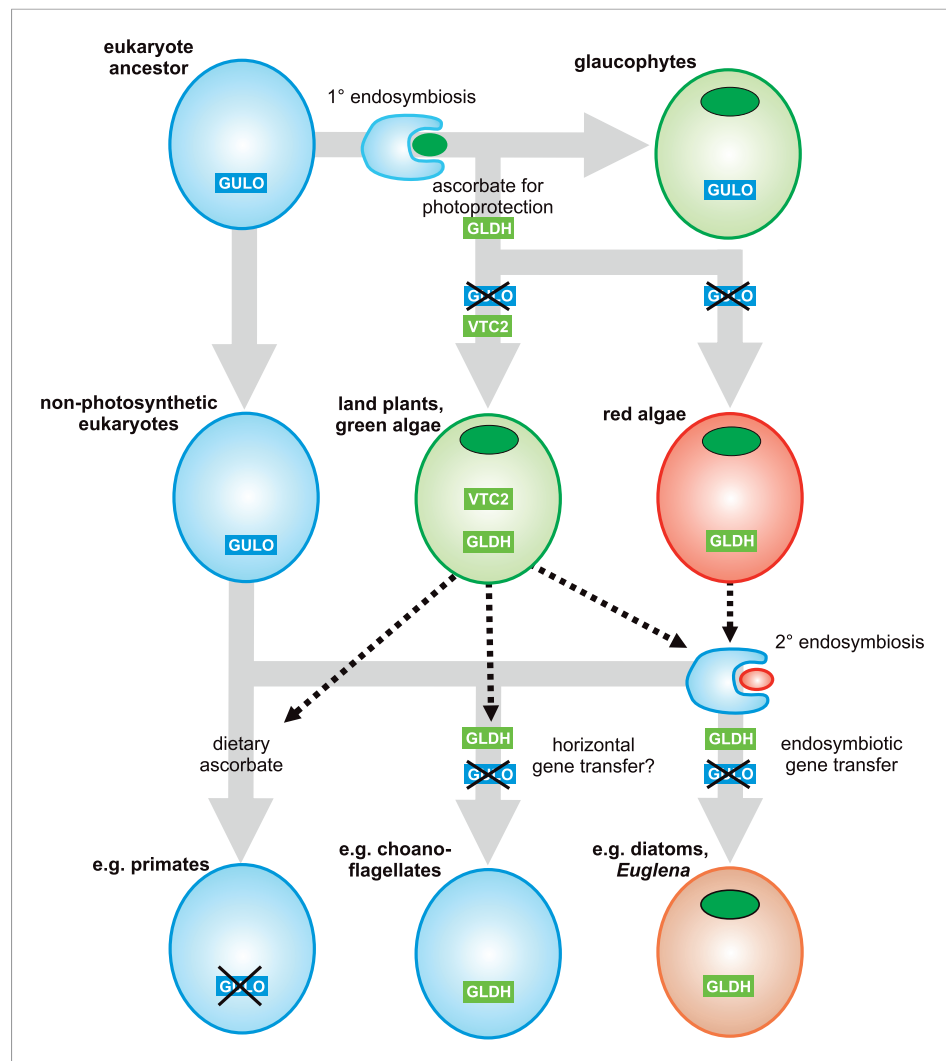 eukaryote
ancestor
glaucophytes
1° endosymbiosis
GULO
GULO
ascorbate for
photoprotection
GLDH
GULO
GULO
VTC2
non-photosynthetic
eukaryotes
land plants,
green algae
red algae
VTC2
GULO
GLDH
GLDH
2° endosymbiosis
dietary
ascorbate
GLDH
GULO
horizontal
gene transfer?
GLDH
GULO
endosymbiotic
gene transfer
e.g. primates
e.g. choano-
flagellates
e.g. diatoms,
Euglena
GULO
GLDH
GLDH